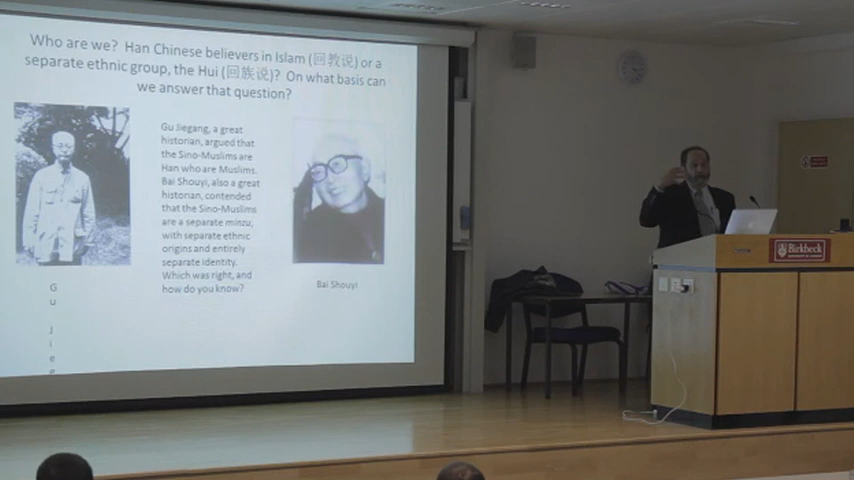 Who are we? Han Chinese believers in Islam (回教说) or a
separate ethnic group, the Hui (回族说)? On what basis can
we answer that question?
Gu Jiegang, a great
historian, argued that
the Sino-Muslims are
Han who are Muslims.
Bai Shouyi, also a great
historian, contended
that the Sino-Muslims
are a separate minzu,
with separate ethnic
origins and entirely
separate identity.
Which was right, and
how do you know?
G
u
J
i
e
Bai Shouyi
Birkbeck